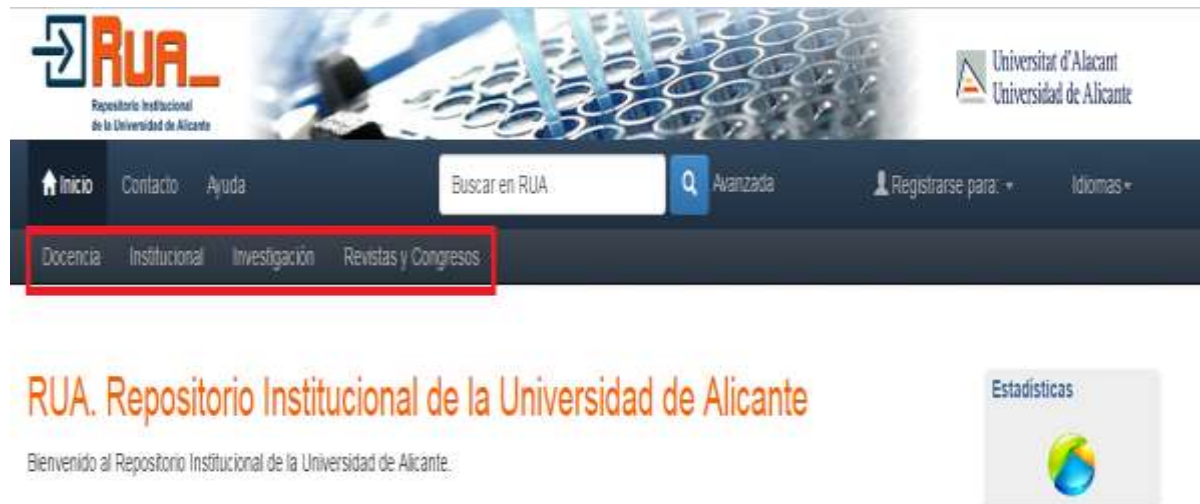 RUA_
Repositorio Institucional
de la Universidad de Alicante
Universitat d'Alacant
Universidad de Alicante
Inicio Contacto Ayuda Buscar en RUA Avanzada Registrarse para: Idiomas
Docencia Institucional Investigación Revistas y Congresos
RUA. Repositorio Institucional de la Universidad de Alicante
Estadísticas
Bienvenido al Repositorio Institucional de la Universidad de Alicante.